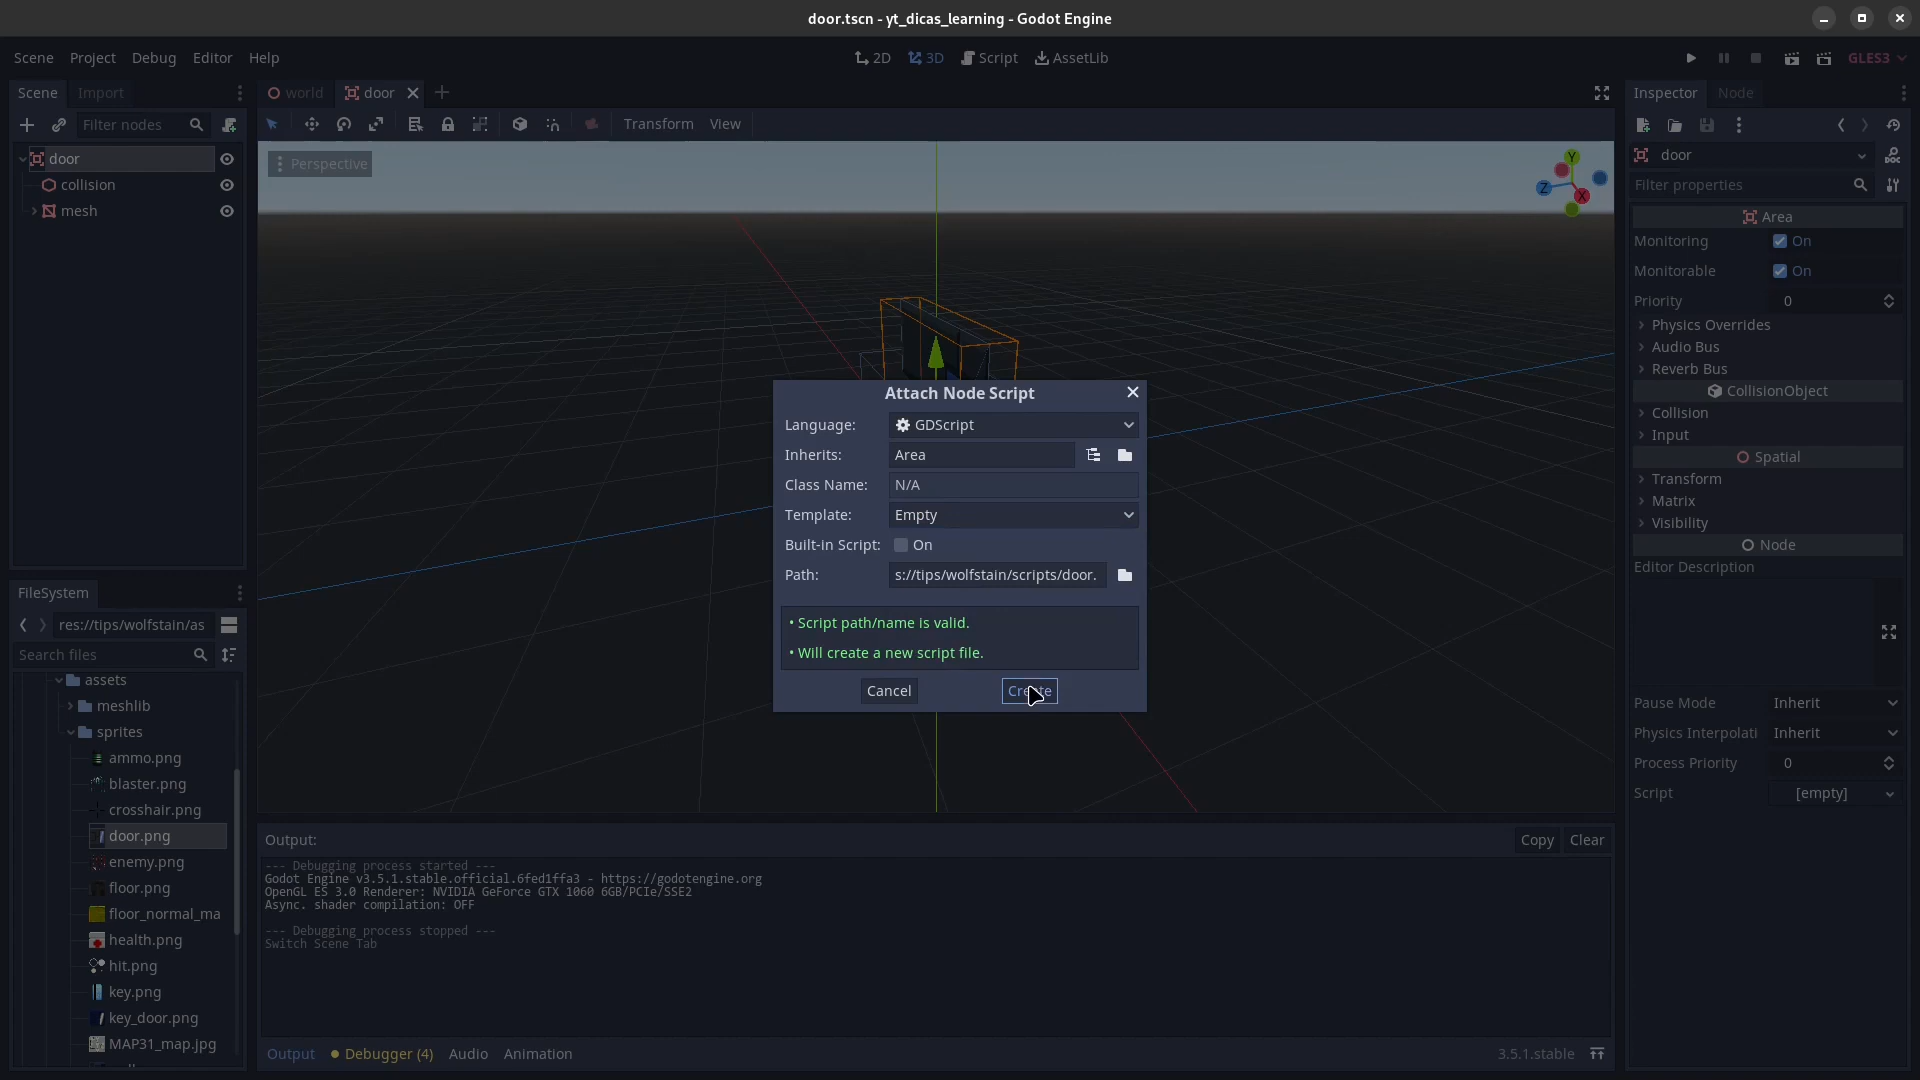 door.tscn - yt_dicas_learning - Godot Engine
Scene Project Debug Editor Help
2D 3D Script AssetLib
GLES3
Scene Import
world door
Inspector Node
Filter nodes
Transform View
door
collision
mesh
Perspective
Y
Z
X
door
Filter properties
Area
Monitoring On
Monitorable On
Priority 0
Physics Overrides
Audio Bus
Reverb Bus
CollisionObject
Collision
Input
Spatial
Transform
Matrix
Visibility
Node
Editor Description
Pause Mode Inherit
Physics Interpolati Inherit
Process Priority 0
Script [empty]
Attach Node Script
Language: GDScript
Inherits: Area
Class Name: N/A
Template: Empty
Built-in Script: On
Path: s://tips/wolfstain/scripts/door.
• Script path/name is valid.
• Will create a new script file.
Cancel Create
FileSystem
res://tips/wolfstain/as
Search files
assets
meshlib
sprites
ammo.png
blaster.png
crosshair.png
door.png
enemy.png
floor.png
floor_normal_ma
health.png
hit.png
key.png
key_door.png
MAP31_map.jpg
Output: Copy Clear
--- Debugging process started ---
Godot Engine v3.5.1.stable.official.6fed1ffa3 - https://godotengine.org
OpenGL ES 3.0 Renderer: NVIDIA GeForce GTX 1060 6GB/PCIe/SSE2
Async. shader compilation: OFF
--- Debugging process stopped ---
Switch Scene Tab
Output Debugger (4) Audio Animation 3.5.1.stable